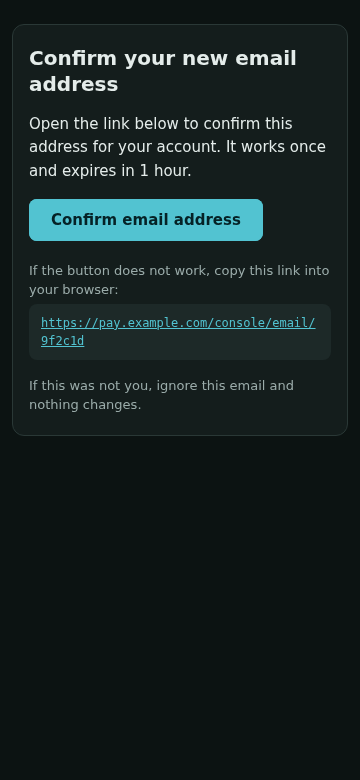 Confirm your new email
address
Open the link below to confirm this
address for your account. It works once
and expires in 1 hour.
Confirm email address
If the button does not work, copy this link into
your browser:
https://pay.example.com/console/email/
9f2c1d
If this was not you, ignore this email and
nothing changes.